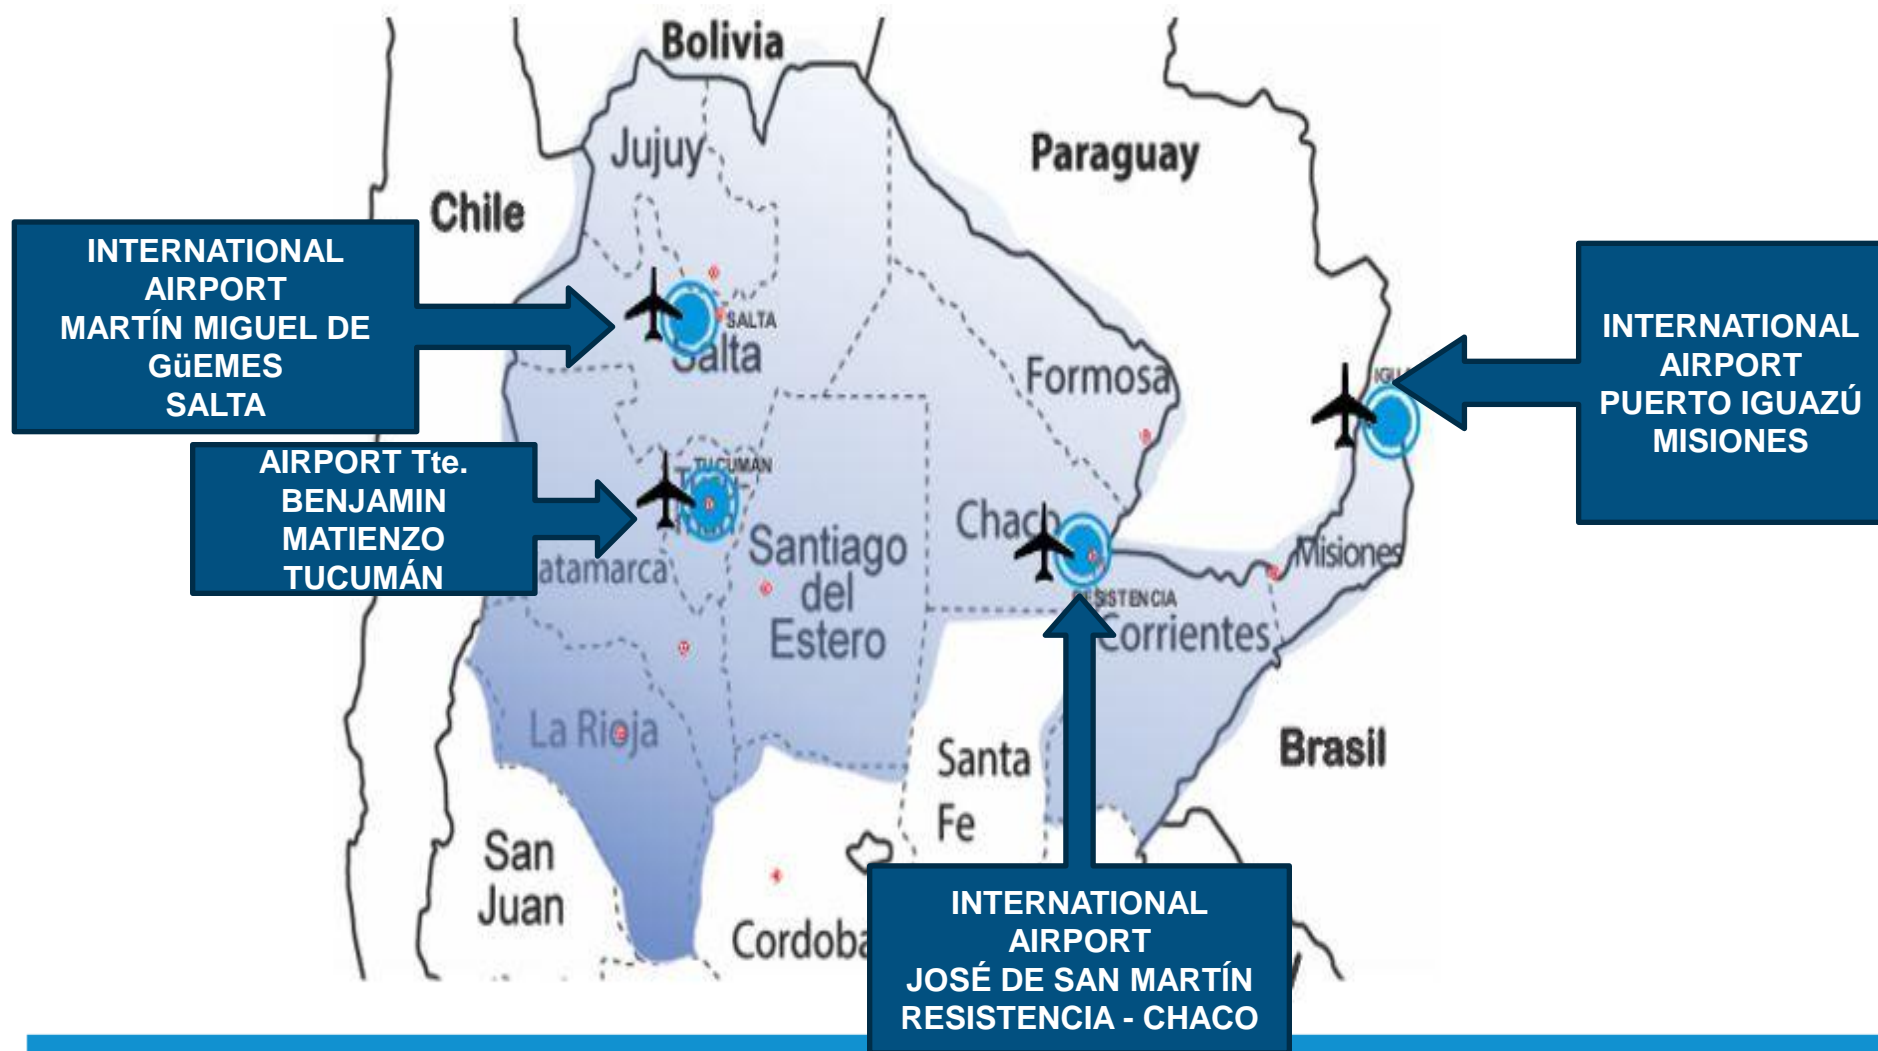 Bolivia
Jujuy
Paraguay
Chile
INTERNATIONAL
AIRPORT
MARTÍN MIGUEL DE
GüEMES
SALTA
SALTA
Salta
Formosa
INTERNATIONAL
AIRPORT
PUERTO IGUAZÚ
MISIONES
AIRPORT Tte.
BENJAMIN
MATIENZO
TUCUMÁN
TUCUMÁN
Chaco
Santiago
del
Estero
Misiones
Corrientes
La Rioja
Santa
Fe
Brasil
San
Juan
Cordoba
INTERNATIONAL
AIRPORT
JOSÉ DE SAN MARTÍN
RESISTENCIA - CHACO